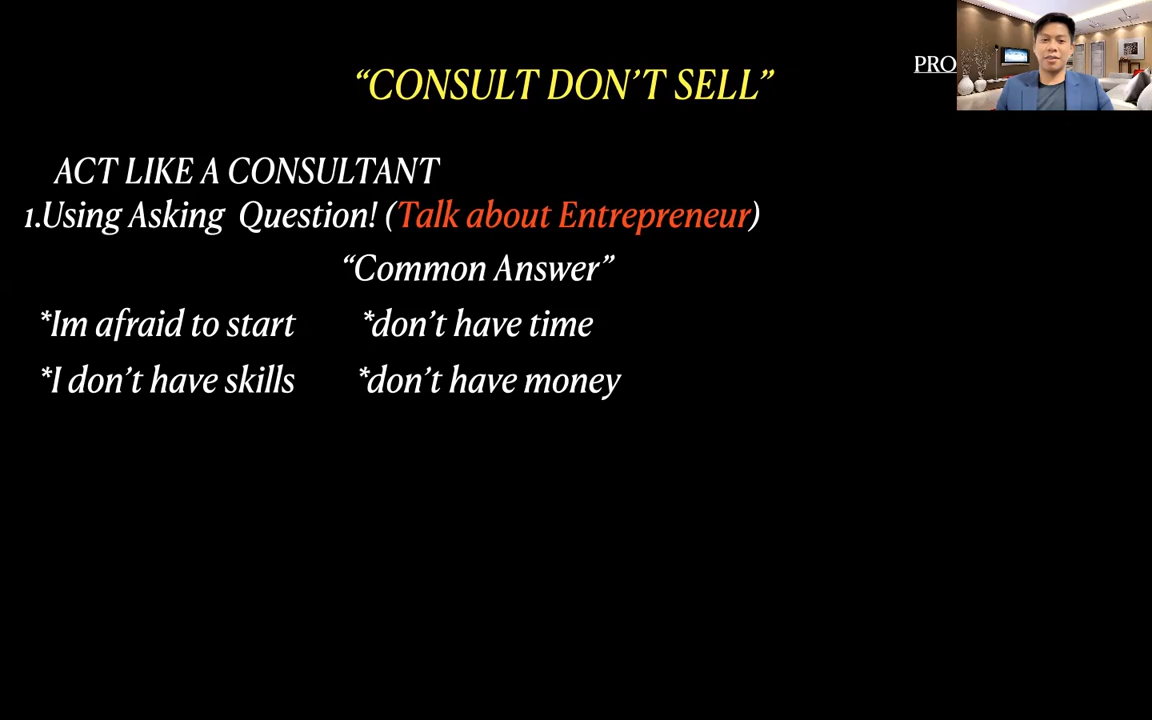 PRO
“CONSULT DON’T SELL”
ACT LIKE A CONSULTANT
1.Using Asking Question! (Talk about Entrepreneur)
“Common Answer”
*Im afraid to start *don’t have time
*I don’t have skills *don’t have money